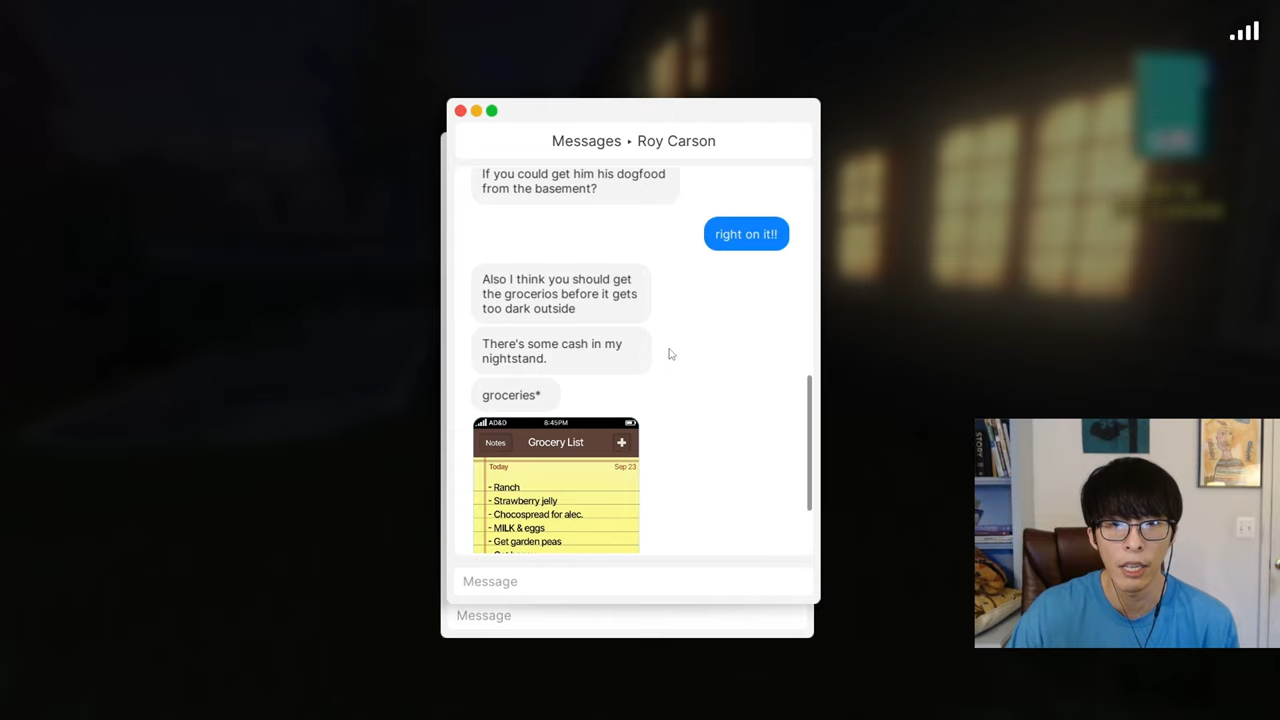 Messages ▸ Roy Carson
If you could get him his dogfood
from the basement?
right on it!!
Also I think you should get
the grocerios before it gets
too dark outside
There's some cash in my
nightstand.
groceries*
AD&D 8:45PM
Notes Grocery List +
Today Sep 23
- Ranch
- Strawberry jelly
- Chocospread for alec.
- MILK & eggs
- Get garden peas
Message
Message
STORY